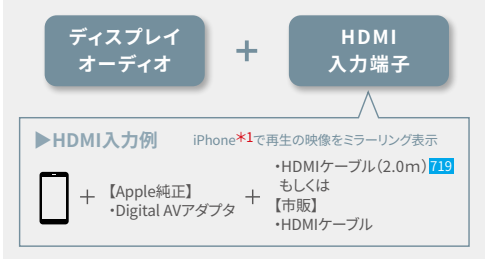 ディスプレイ
オーディオ
+
HDMI
入力端子
▶HDMI入力例
iPhone*1で再生の映像をミラーリング表示
+
【Apple純正】
・Digital AVアダプタ
+
・HDMIケーブル(2.0m)719
もしくは
【市販】
・HDMIケーブル